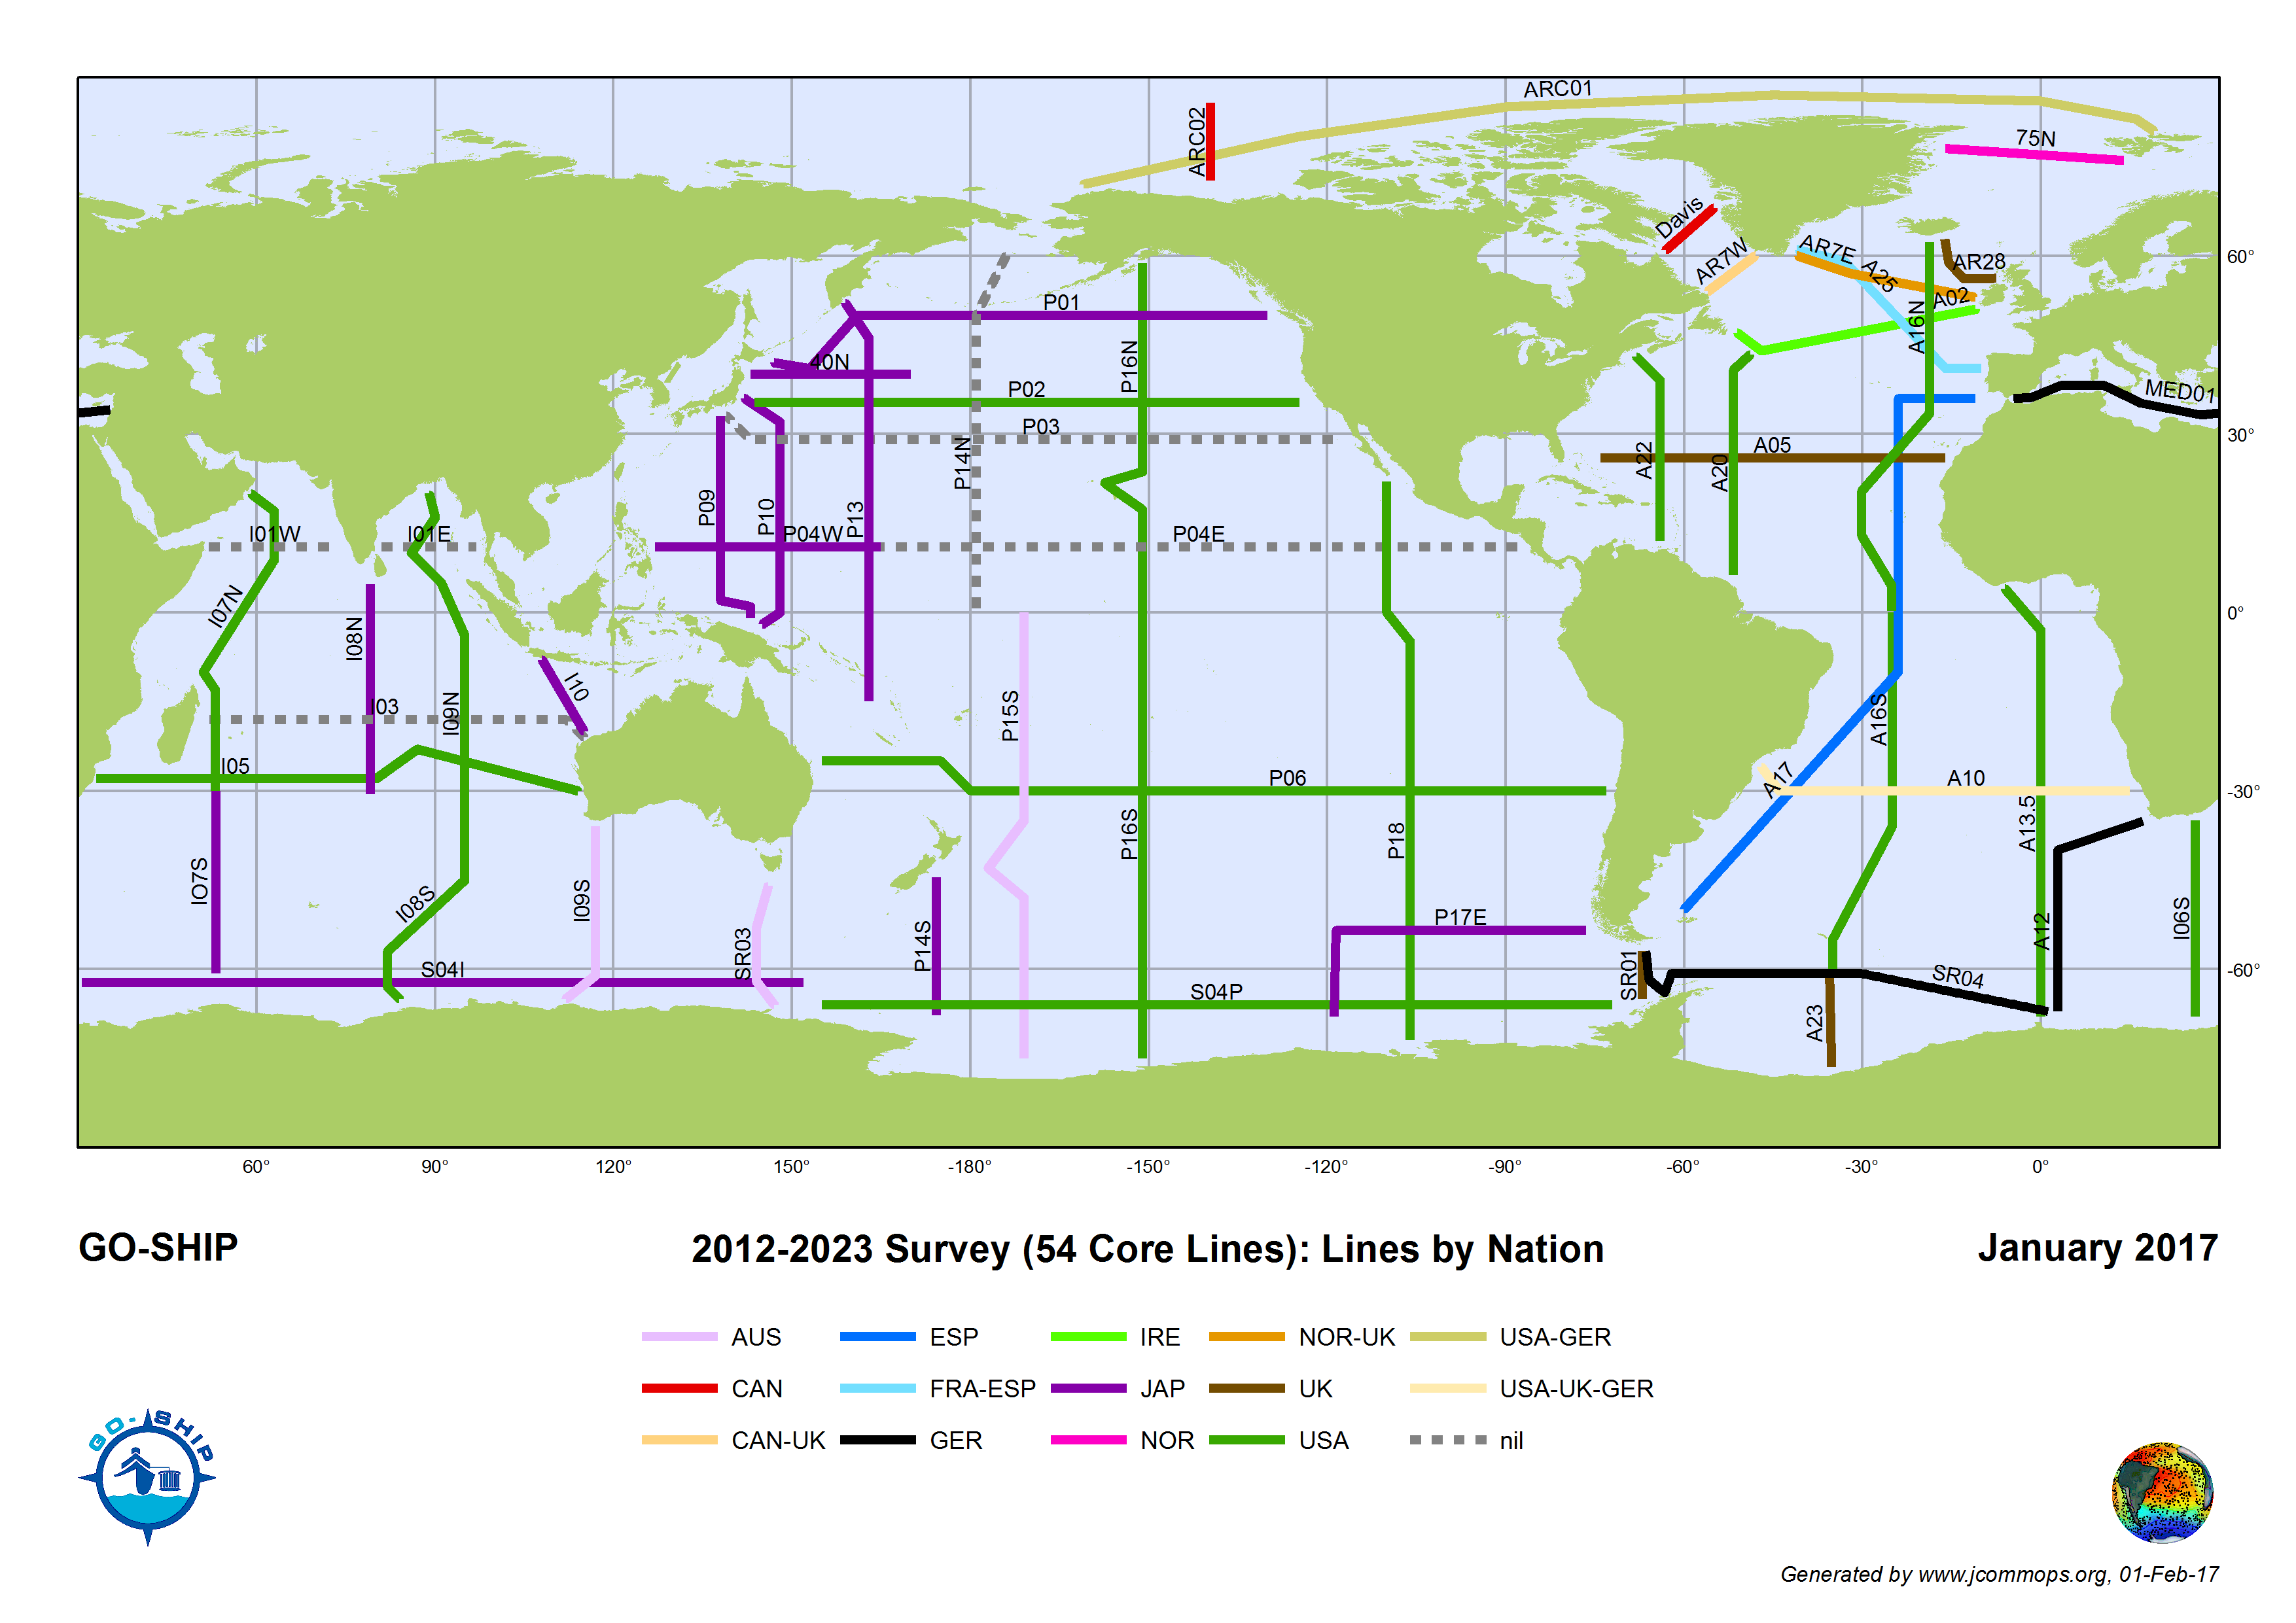 ARC01
ARC02
75N
Davis
AR7W
AR7E
A25
AR28
60°
P01
A02
A16N
40N
P16N
P02
MED01
P03
30°
P14N
A22
A20
A05
P09
P10
P13
I01W
I01E
P04W
P04E
I07N
I08N
0°
I10
I03
I09N
P15S
A16S
I05
P06
A17
A10
-30°
P16S
P18
A13.5
IO7S
I08S
I09S
P17E
A12
I06S
SR03
P14S
S04I
SR01
SR04
-60°
S04P
A23
60°
90°
120°
150°
-180°
-150°
-120°
-90°
-60°
-30°
0°
GO-SHIP
2012-2023 Survey (54 Core Lines): Lines by Nation
January 2017
AUS
ESP
IRE
NOR-UK
USA-GER
CAN
FRA-ESP
JAP
UK
USA-UK-GER
CAN-UK
GER
NOR
USA
nil
GO-SHIP
Generated by www.jcommops.org, 01-Feb-17